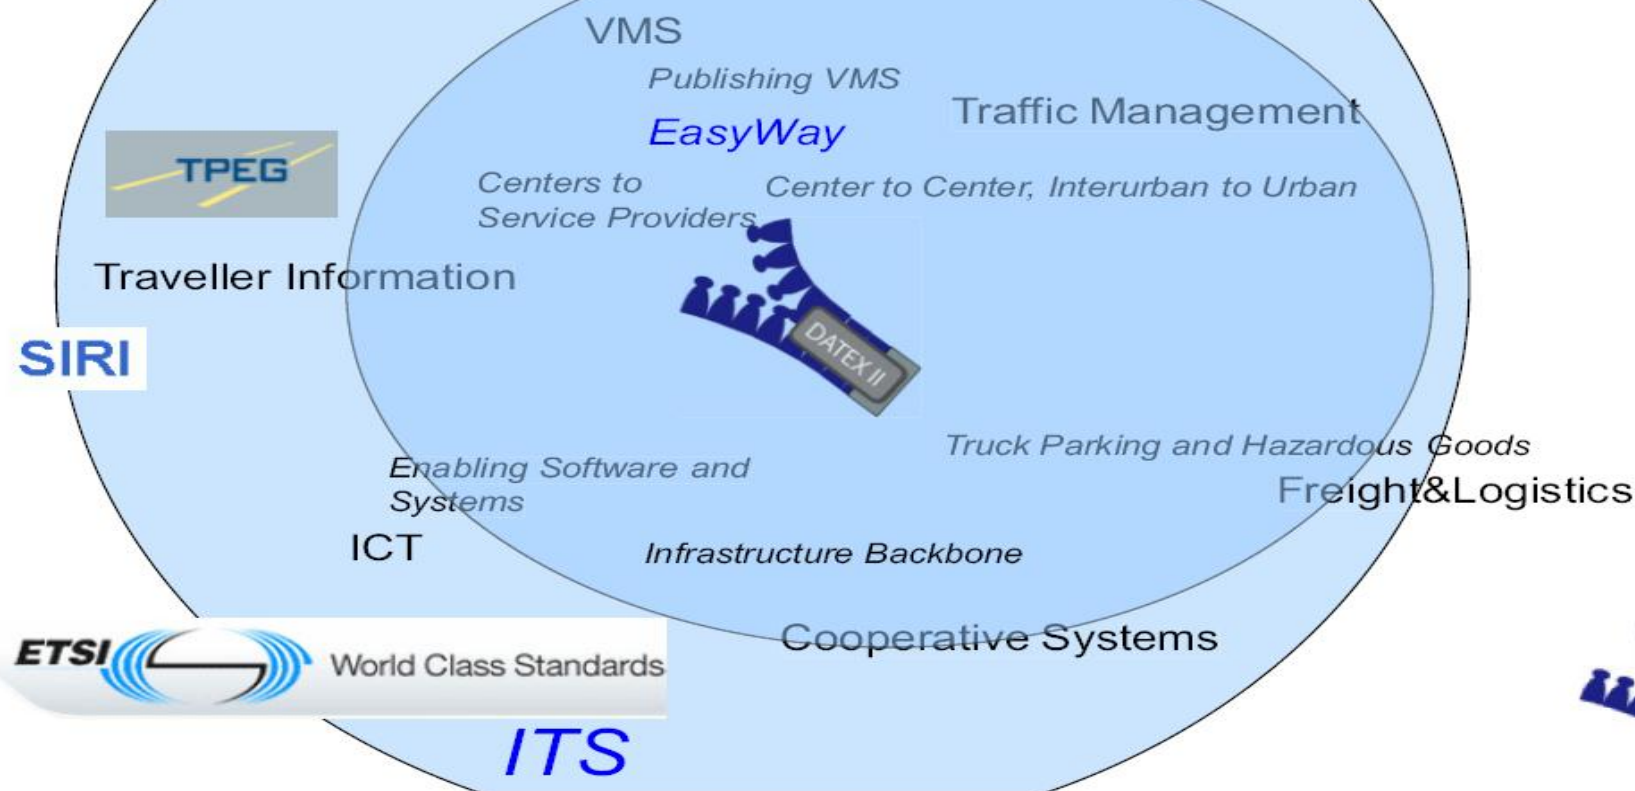 VMS
Publishing VMS
Traffic Management
EasyWay
TPEG
Centers to
Service Providers
Center to Center, Interurban to Urban
Traveller Information
SIRI
DATEX II
Truck Parking and Hazardous Goods
Enabling Software and
Systems
Freight&Logistics
ICT
Infrastructure Backbone
Cooperative Systems
ETSI
World Class Standards
ITS